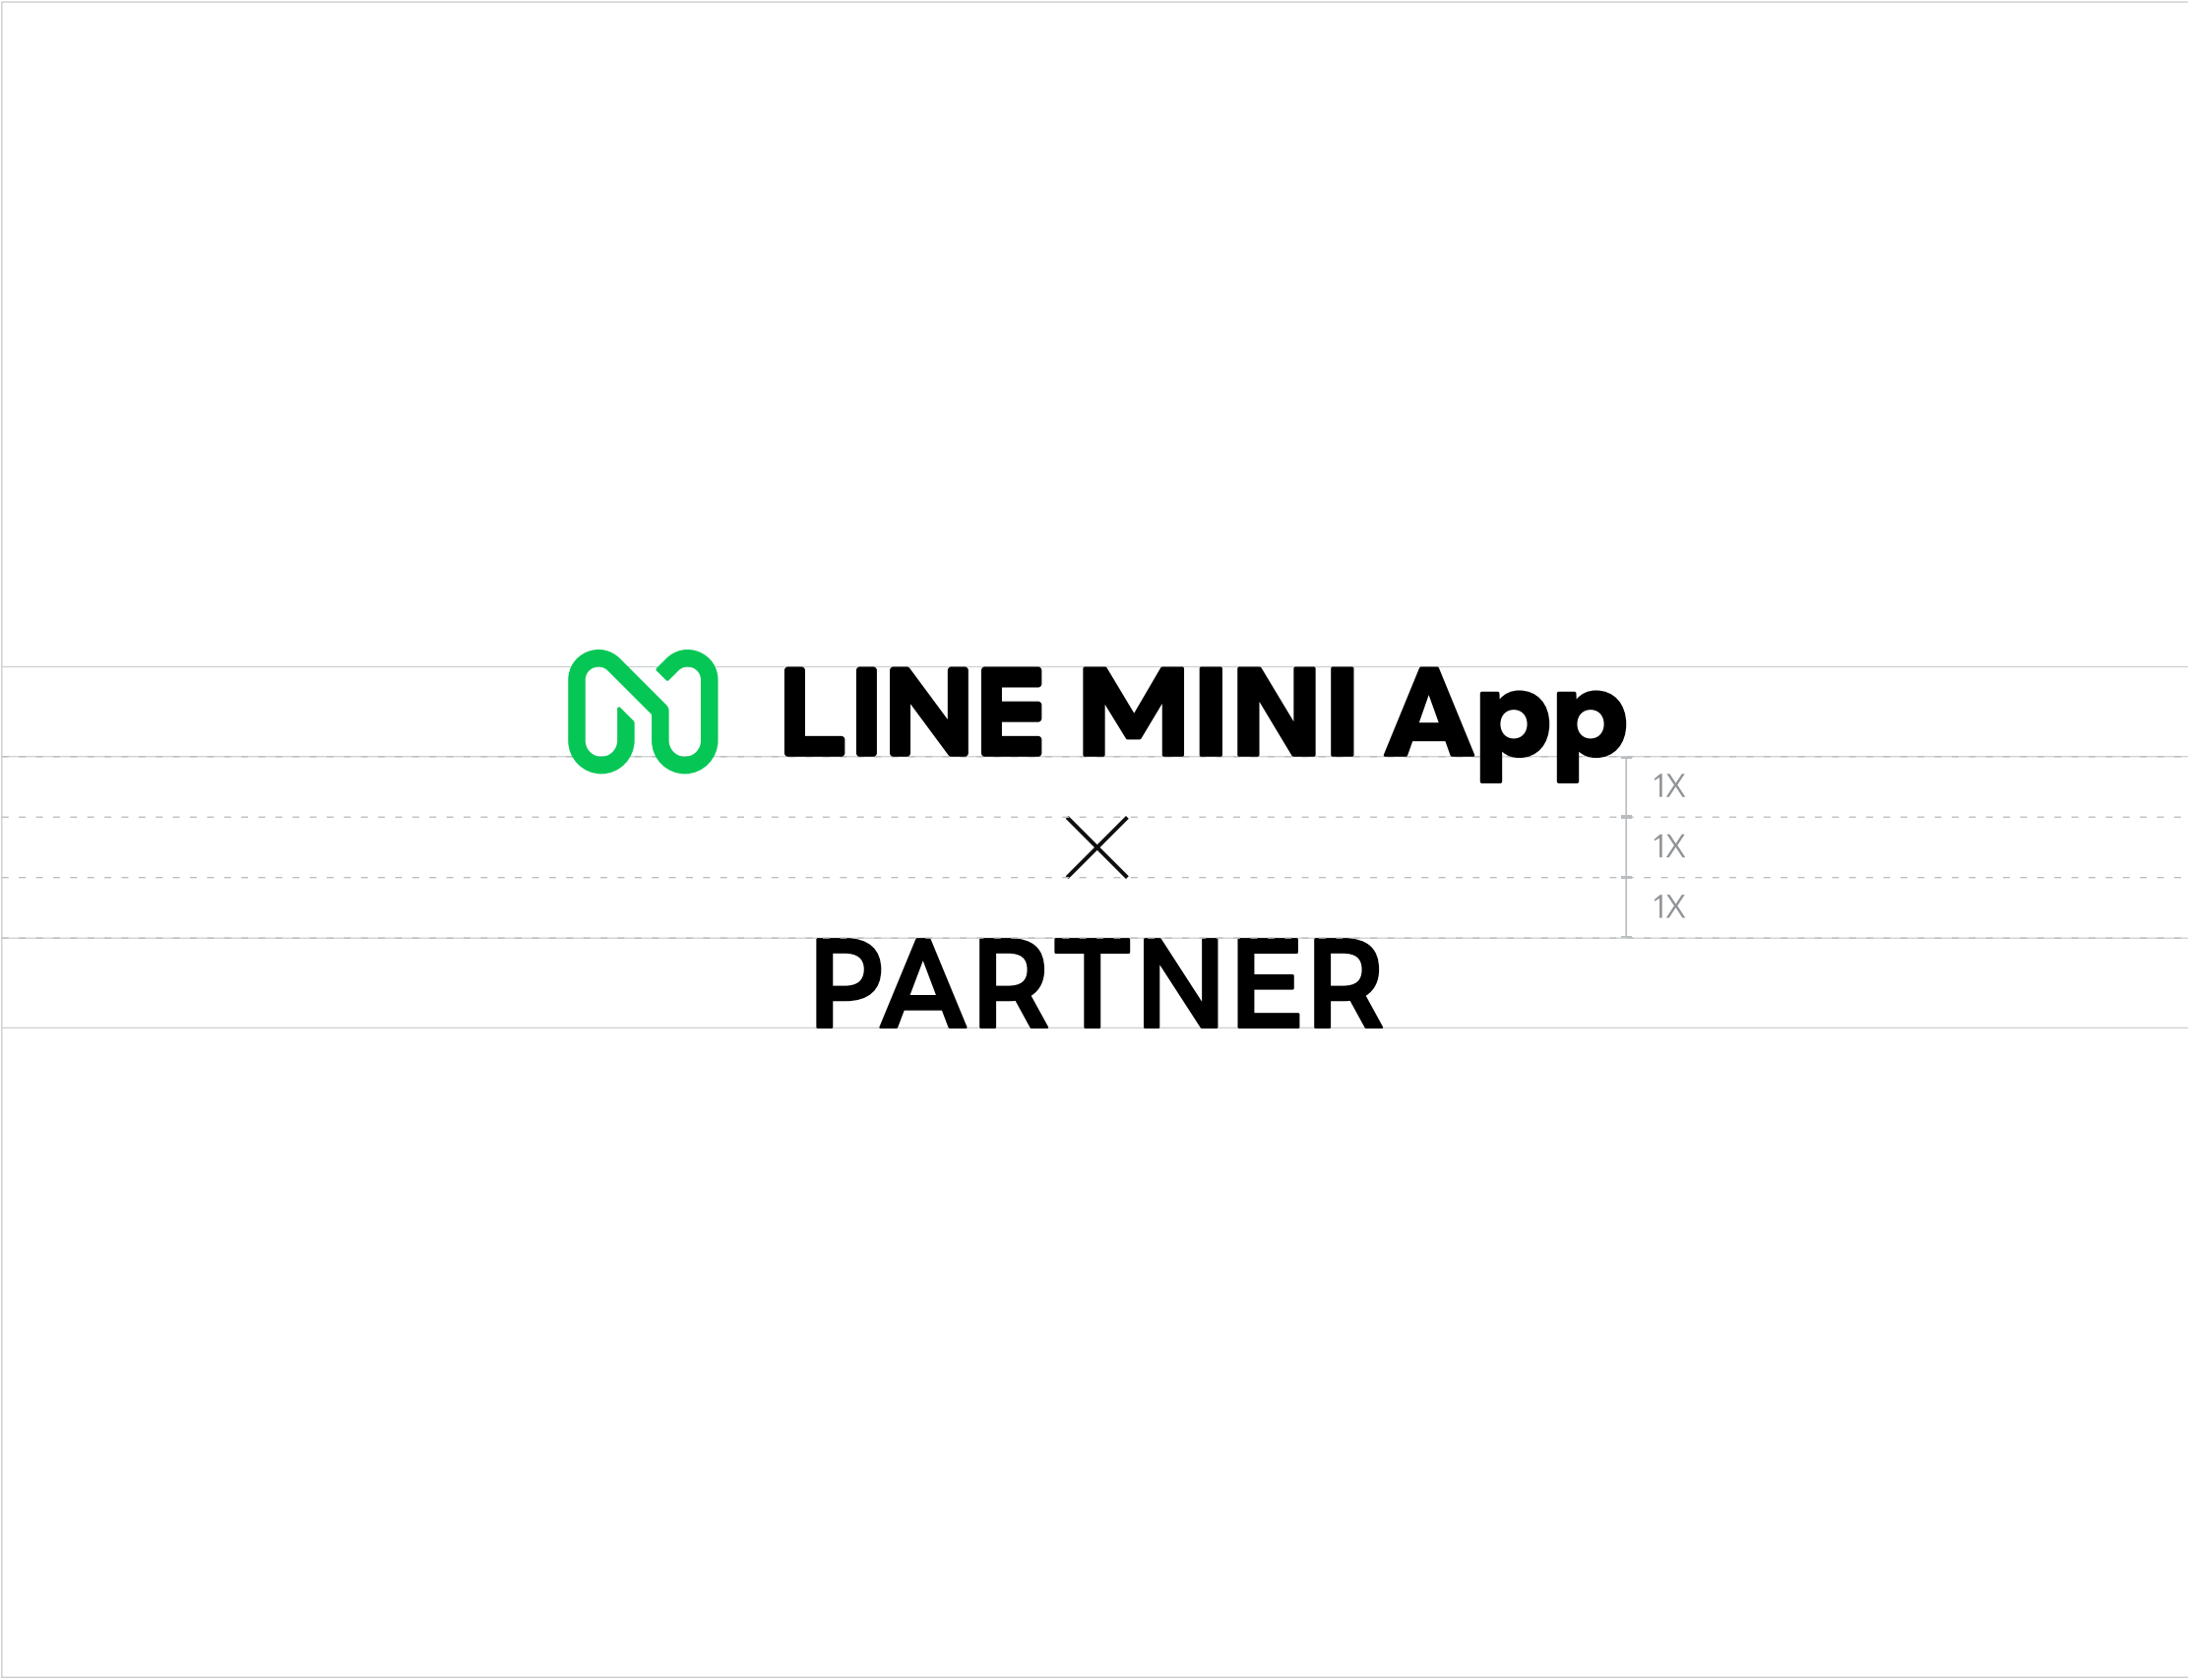 LINE MINI App
1X
×
1X
1X
PARTNER